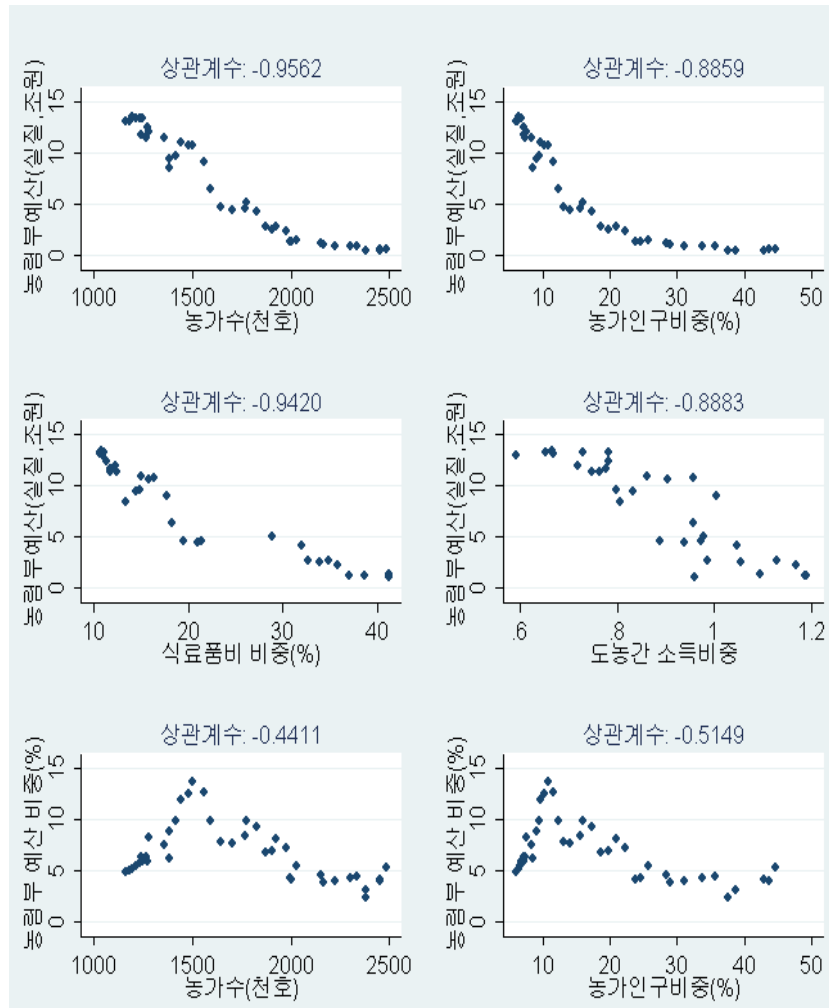 상관계수: -0.9562
농림부예산(실질,조원)
15
10
5
0
1000 1500 2000 2500
농가수(천호)
상관계수: -0.8859
농림부예산(실질,조원)
15
10
5
0
10 20 30 40 50
농가인구비중(%)
상관계수: -0.9420
농림부예산(실질,조원)
15
10
5
0
10 20 30 40
식료품비 비중(%)
상관계수: -0.8883
농림부예산(실질,조원)
15
10
5
0
.6 .8 1 1.2
도농간 소득비중
상관계수: -0.4411
농림부 예산 비중(%)
15
10
5
0
1000 1500 2000 2500
농가수(천호)
상관계수: -0.5149
농림부 예산 비중(%)
15
10
5
0
10 20 30 40 50
농가인구비중(%)